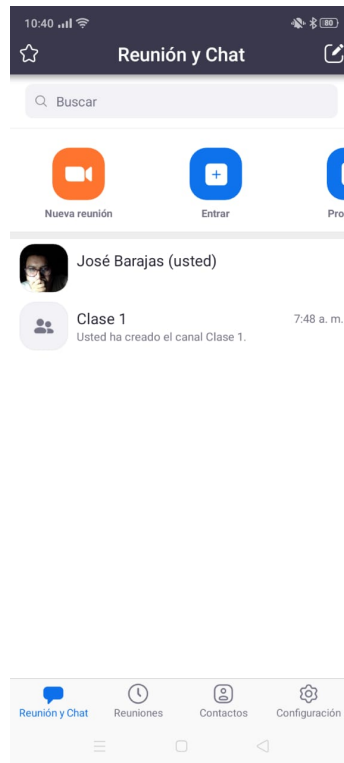 10:40
80
Reunión y Chat
Buscar
Nueva reunión
Entrar
Pro
José Barajas (usted)
Clase 1
7:48 a. m.
Usted ha creado el canal Clase 1.
Reunión y Chat
Reuniones
Contactos
Configuración